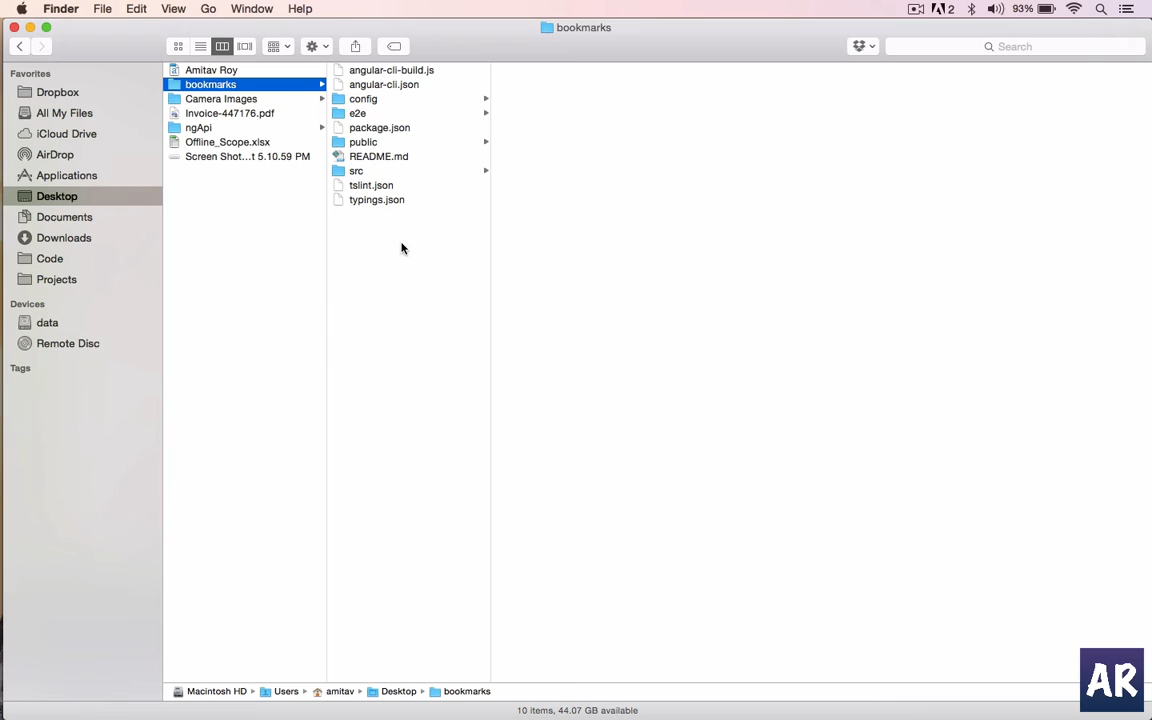 Finder File Edit View Go Window Help 2 93%
bookmarks
Search
Favorites
Dropbox
All My Files
iCloud Drive
AirDrop
Applications
Desktop
Documents
Downloads
Code
Projects
Devices
data
Remote Disc
Tags
Amitav Roy
bookmarks
Camera Images
Invoice-447176.pdf
ngApi
Offline_Scope.xlsx
Screen Shot...t 5.10.59 PM
angular-cli-build.js
angular-cli.json
config
e2e
package.json
public
README.md
src
tslint.json
typings.json
Macintosh HD Users amitav Desktop bookmarks
10 items, 44.07 GB available
AR